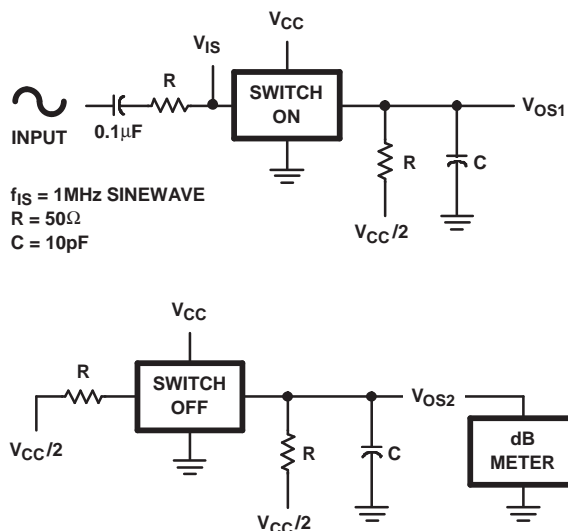 VCC
VIS
R
SWITCH
ON
VOS1
INPUT
0.1μF
R
C
fIS = 1MHz SINEWAVE
R = 50Ω
C = 10pF
VCC/2
VCC
R
SWITCH
OFF
VOS2
VCC/2
R
C
dB
METER
VCC/2